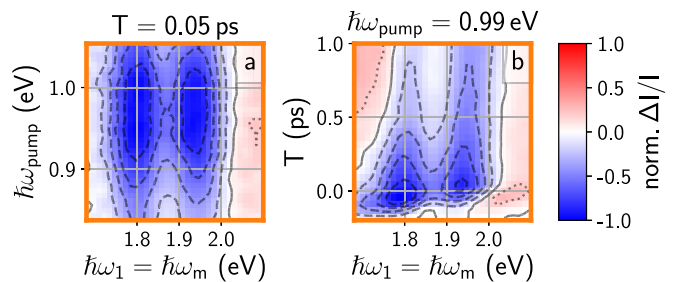 T = 0.05 ps
ħω_pump = 0.99 eV
a
b
ħω_pump (eV)
1.0
0.9
1.8 1.9 2.0
ħω₁ = ħω_m (eV)
T (ps)
1.0
0.5
0.0
1.8 1.9 2.0
ħω₁ = ħω_m (eV)
1.0
0.5
0.0
-0.5
-1.0
norm. ΔI/I